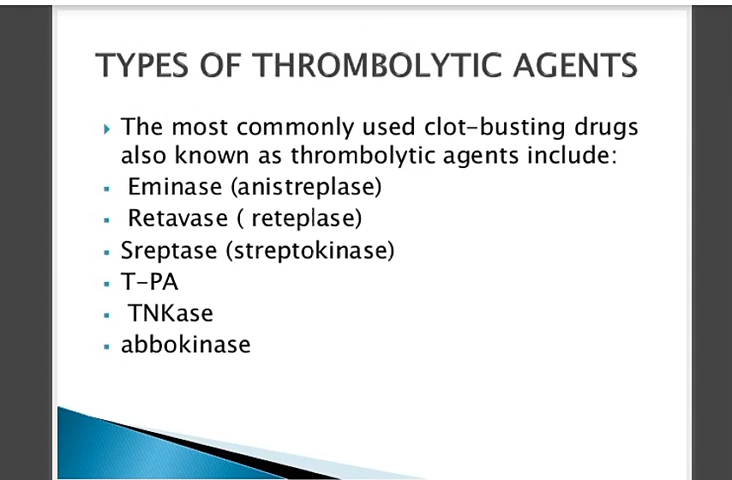 TYPES OF THROMBOLYTIC AGENTS
The most commonly used clot-busting drugs
also known as thrombolytic agents include:
Eminase (anistreplase)
Retavase ( reteplase)
Sreptase (streptokinase)
T-PA
TNKase
abbokinase